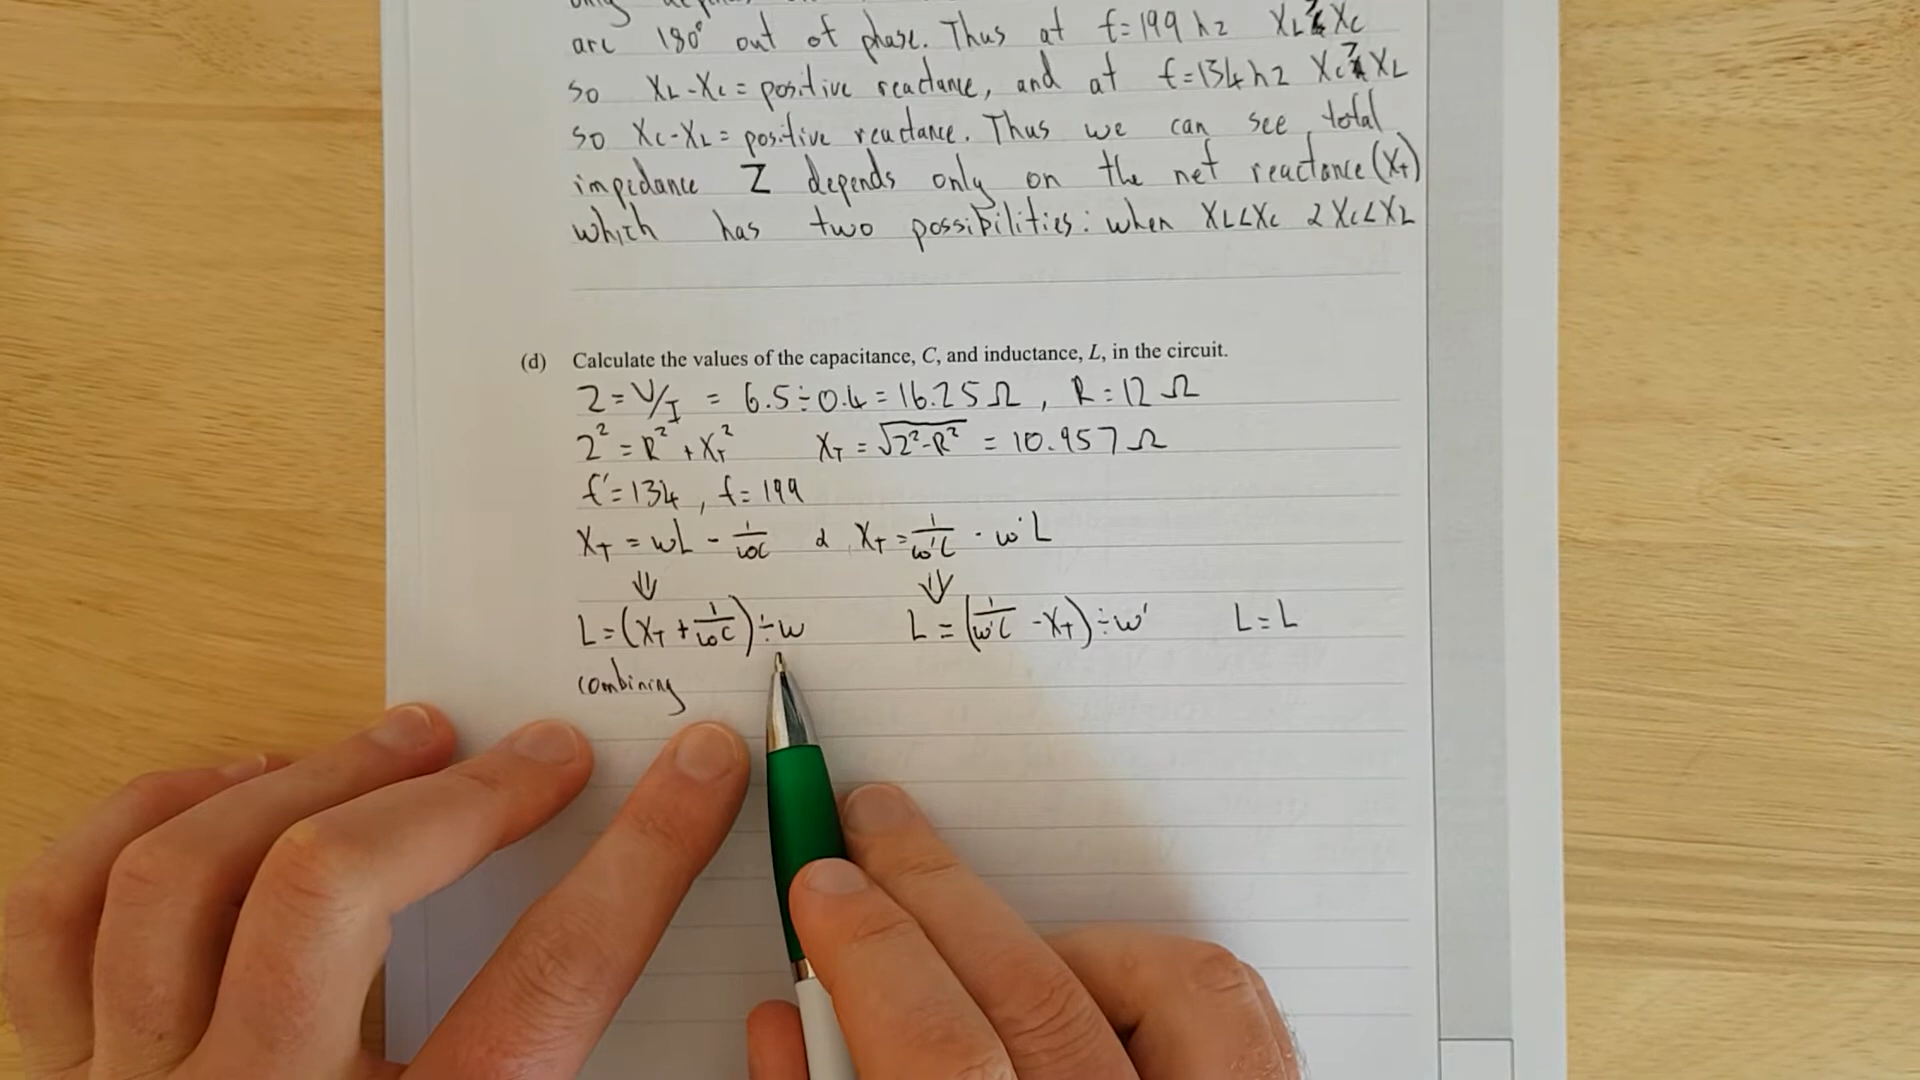 are 180° out of phase. Thus at f=199 hz XL > XC
so XL-XC = positive reactance, and at f=134hz XC > XL
so XC-XL = positive reactance. Thus we can see total
impedance Z depends only on the net reactance (XT)
which has two possibilities: when XL<XC & XC<XL
(d) Calculate the values of the capacitance, C, and inductance, L, in the circuit.
Z = V/I = 6.5÷0.4 = 16.25 Ω, R = 12 Ω
Z² = R² + XT² XT = √Z²-R² = 10.957 Ω
f' = 134, f = 199
XT = ωL - 1/ωC & XT = 1/ω'C - ω'L
⇓ ⇓
L = (XT + 1/ωC) ÷ ω L = (1/ω'C - XT) ÷ ω' L = L
combining